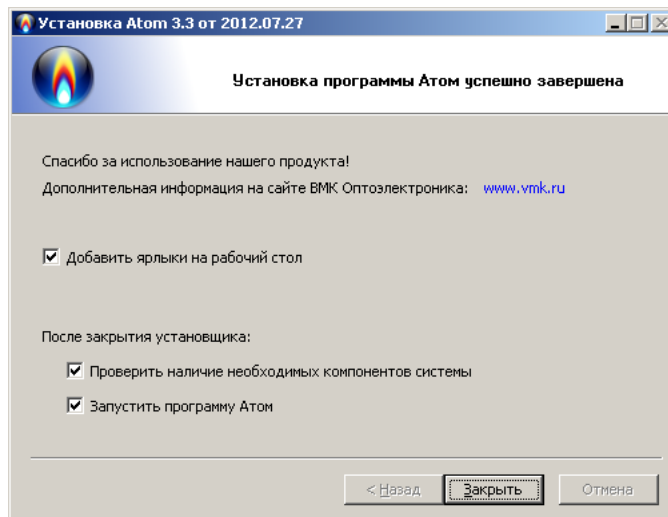 Установка Atom 3.3 от 2012.07.27
Установка программы Атом успешно завершена
Спасибо за использование нашего продукта!
Дополнительная информация на сайте ВМК Оптоэлектроника: www.vmk.ru
Добавить ярлыки на рабочий стол
После закрытия установщика:
Проверить наличие необходимых компонентов системы
Запустить программу Атом
< Назад Закрыть Отмена